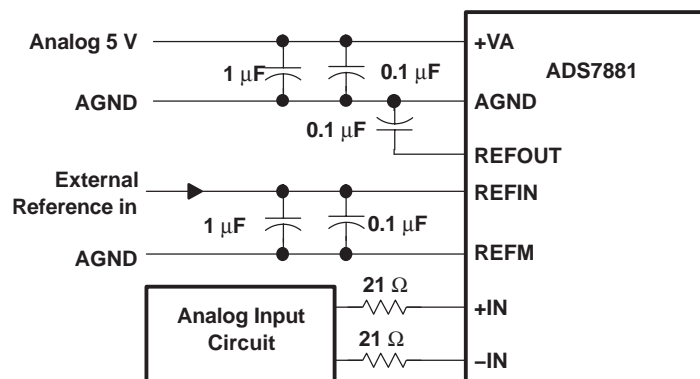 Analog 5 V
+VA
1 μF
0.1 μF
ADS7881
AGND
AGND
0.1 μF
REFOUT
External
Reference in
REFIN
1 μF
0.1 μF
AGND
REFM
21 Ω
+IN
Analog Input
Circuit
21 Ω
−IN